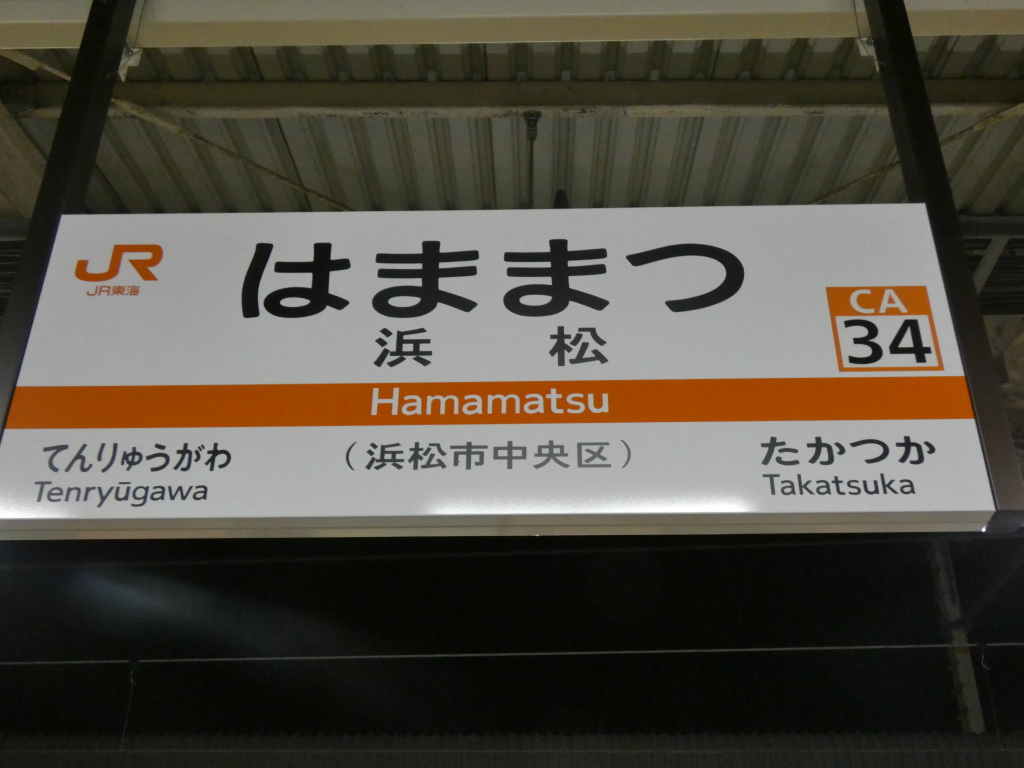 JR
JR東海
はままつ
浜松
CA
34
Hamamatsu
てんりゅうがわ
Tenryūgawa
（浜松市中央区）
たかつか
Takatsuka